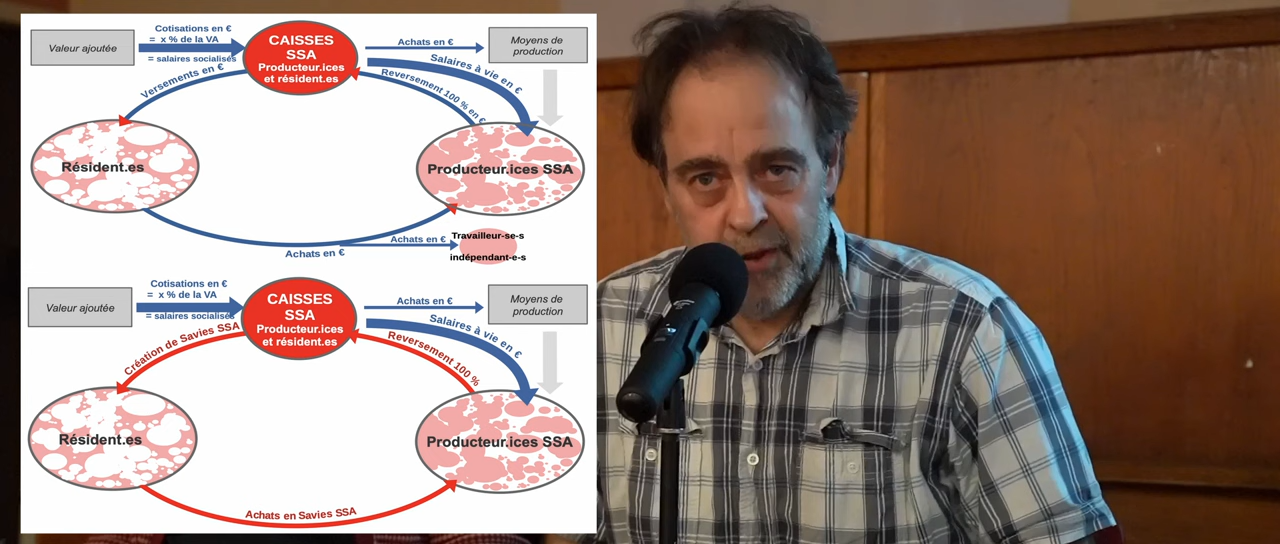 Valeur ajoutée
Cotisations en €
= x % de la VA
= salaires socialisés
CAISSES
SSA
Producteur.ices
et résident.es
Achats en €
Moyens de
production
Versements en €
Salaires à vie en €
Reversement 100 % en €
Résident.es
Producteur.ices SSA
Achats en €
Achats en €
Travailleur-se-s
indépendant-e-s
Valeur ajoutée
Cotisations en €
= x % de la VA
= salaires socialisés
CAISSES
SSA
Producteur.ices
et résident.es
Achats en €
Moyens de
production
Création de Savies SSA
Salaires à vie en €
Reversement 100 %
Résident.es
Producteur.ices SSA
Achats en Savies SSA